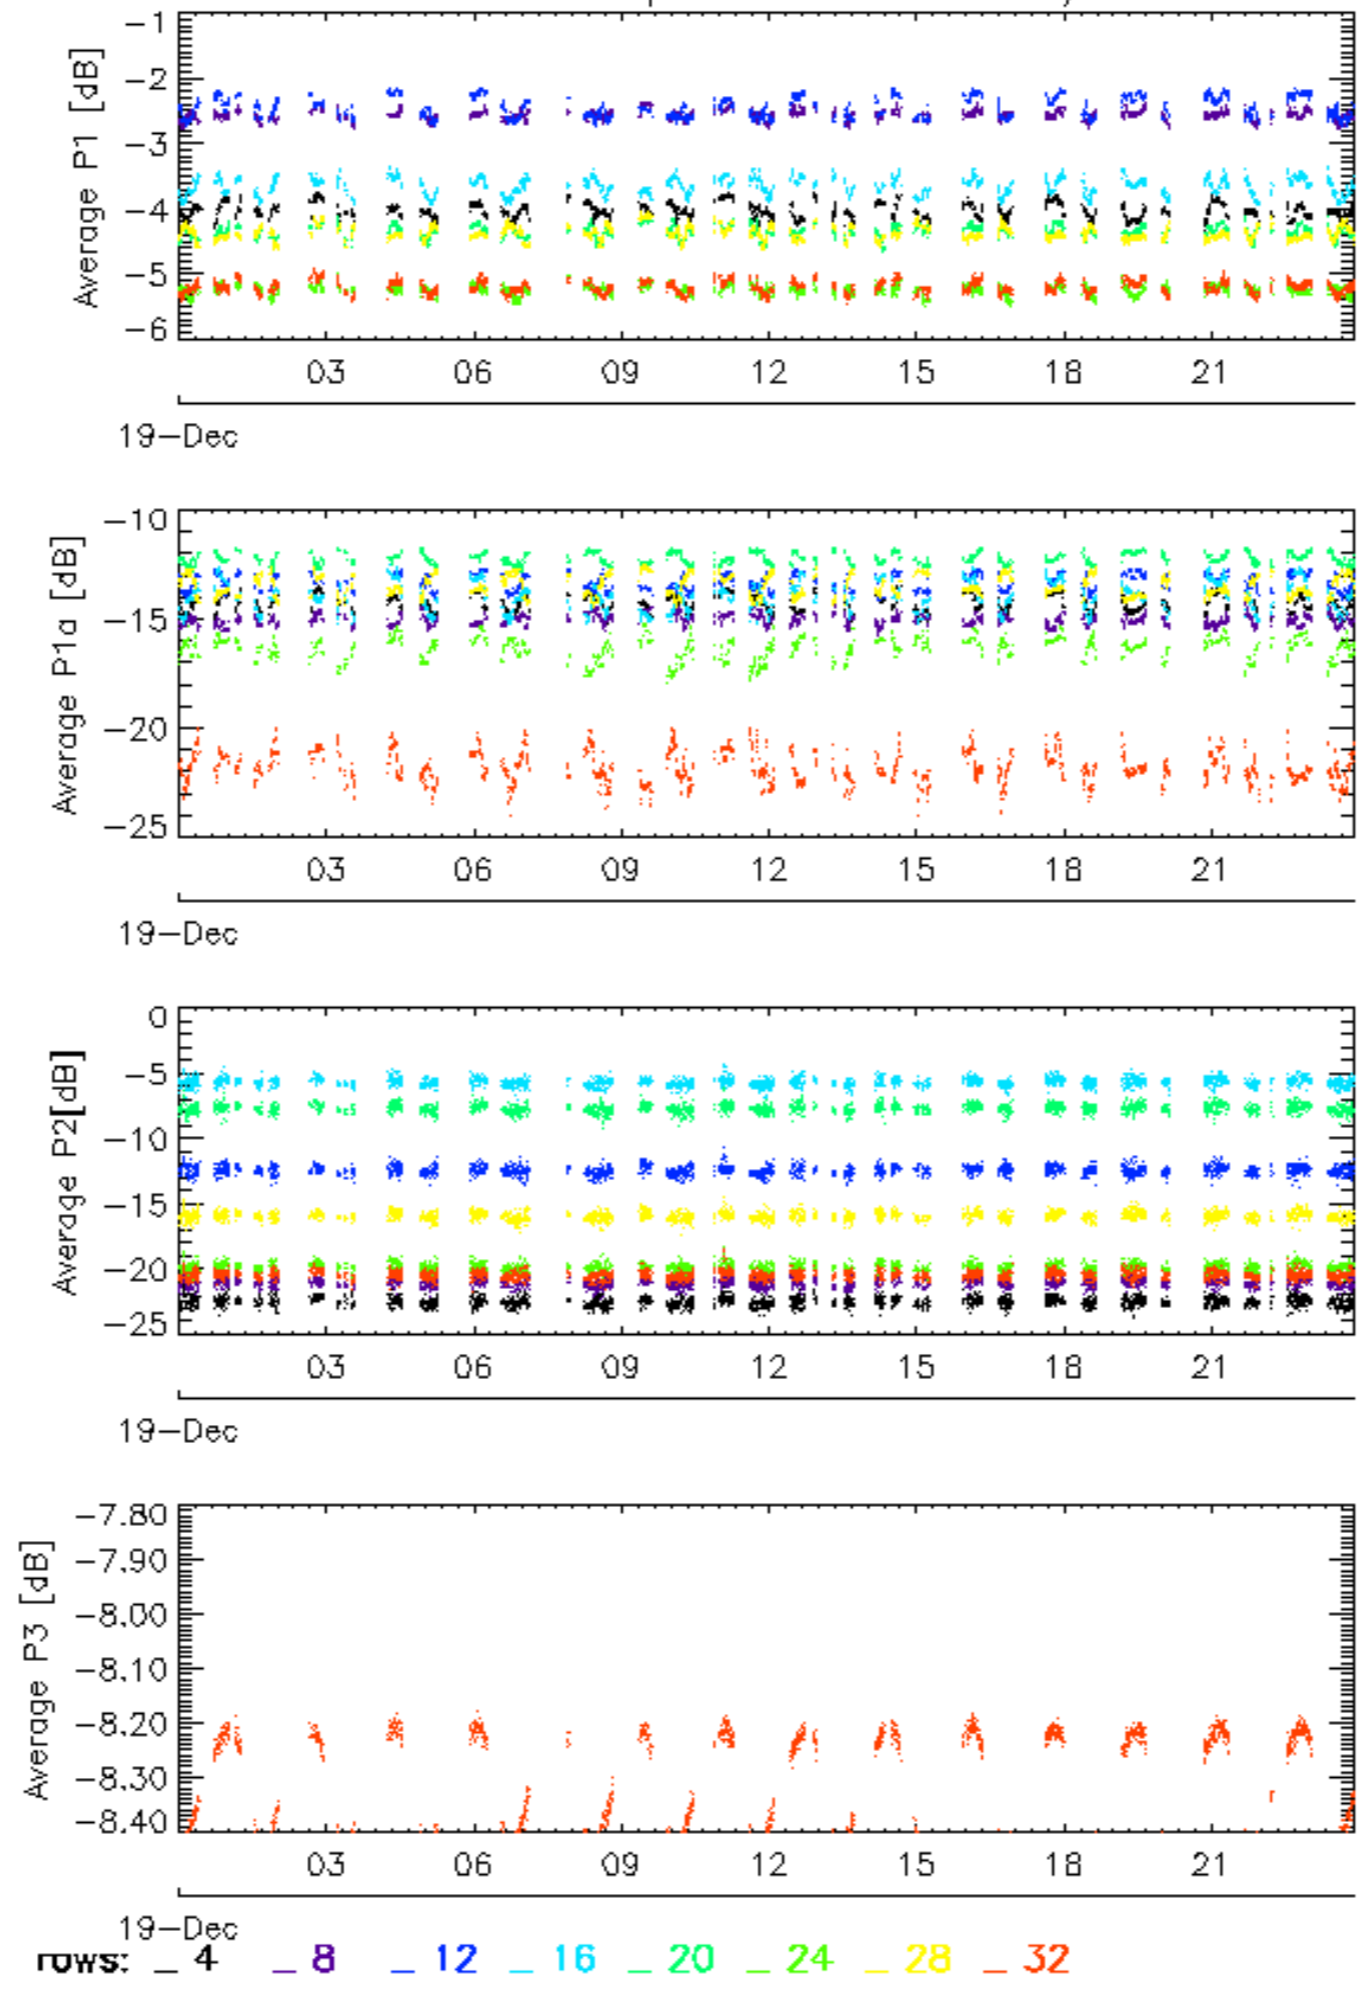 Average P1 [dB]
-1
-2
-3
-4
-5
-6
03 06 09 12 15 18 21
19-Dec
Average P1a [dB]
-10
-15
-20
-25
03 06 09 12 15 18 21
19-Dec
Average P2[dB]
0
-5
-10
-15
-20
-25
03 06 09 12 15 18 21
19-Dec
Average P3 [dB]
-7.80
-7.90
-8.00
-8.10
-8.20
-8.30
-8.40
03 06 09 12 15 18 21
19-Dec
rows: _ 4 _ 8 _ 12 _ 16 _ 20 _ 24 _ 28 _ 32